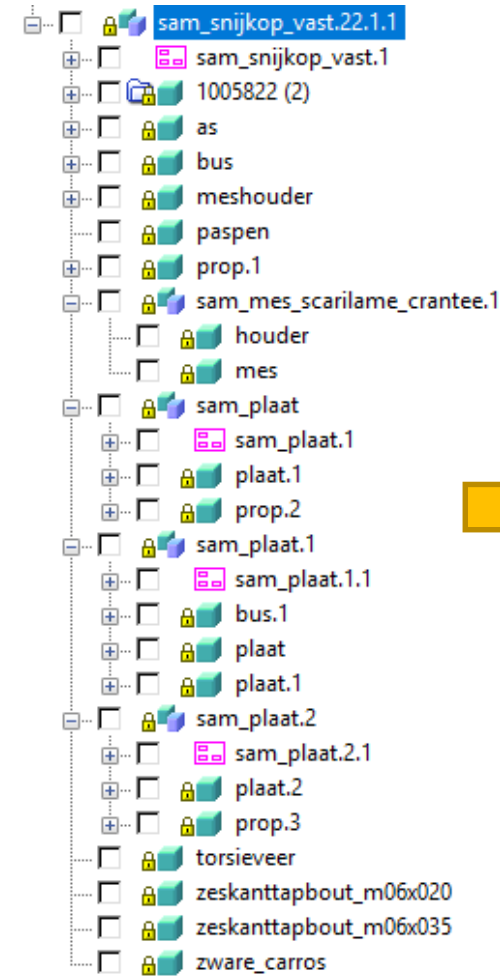 sam_snijkop_vast.22.1.1
sam_snijkop_vast.1
1005822 (2)
as
bus
meshouder
paspen
prop.1
sam_mes_scarilame_crantee.1
houder
mes
sam_plaat
sam_plaat.1
plaat.1
prop.2
sam_plaat.1
sam_plaat.1.1
bus.1
plaat
plaat.1
sam_plaat.2
sam_plaat.2.1
plaat.2
prop.3
torsieveer
zeskanttapbout_m06x020
zeskanttapbout_m06x035
zware_carros